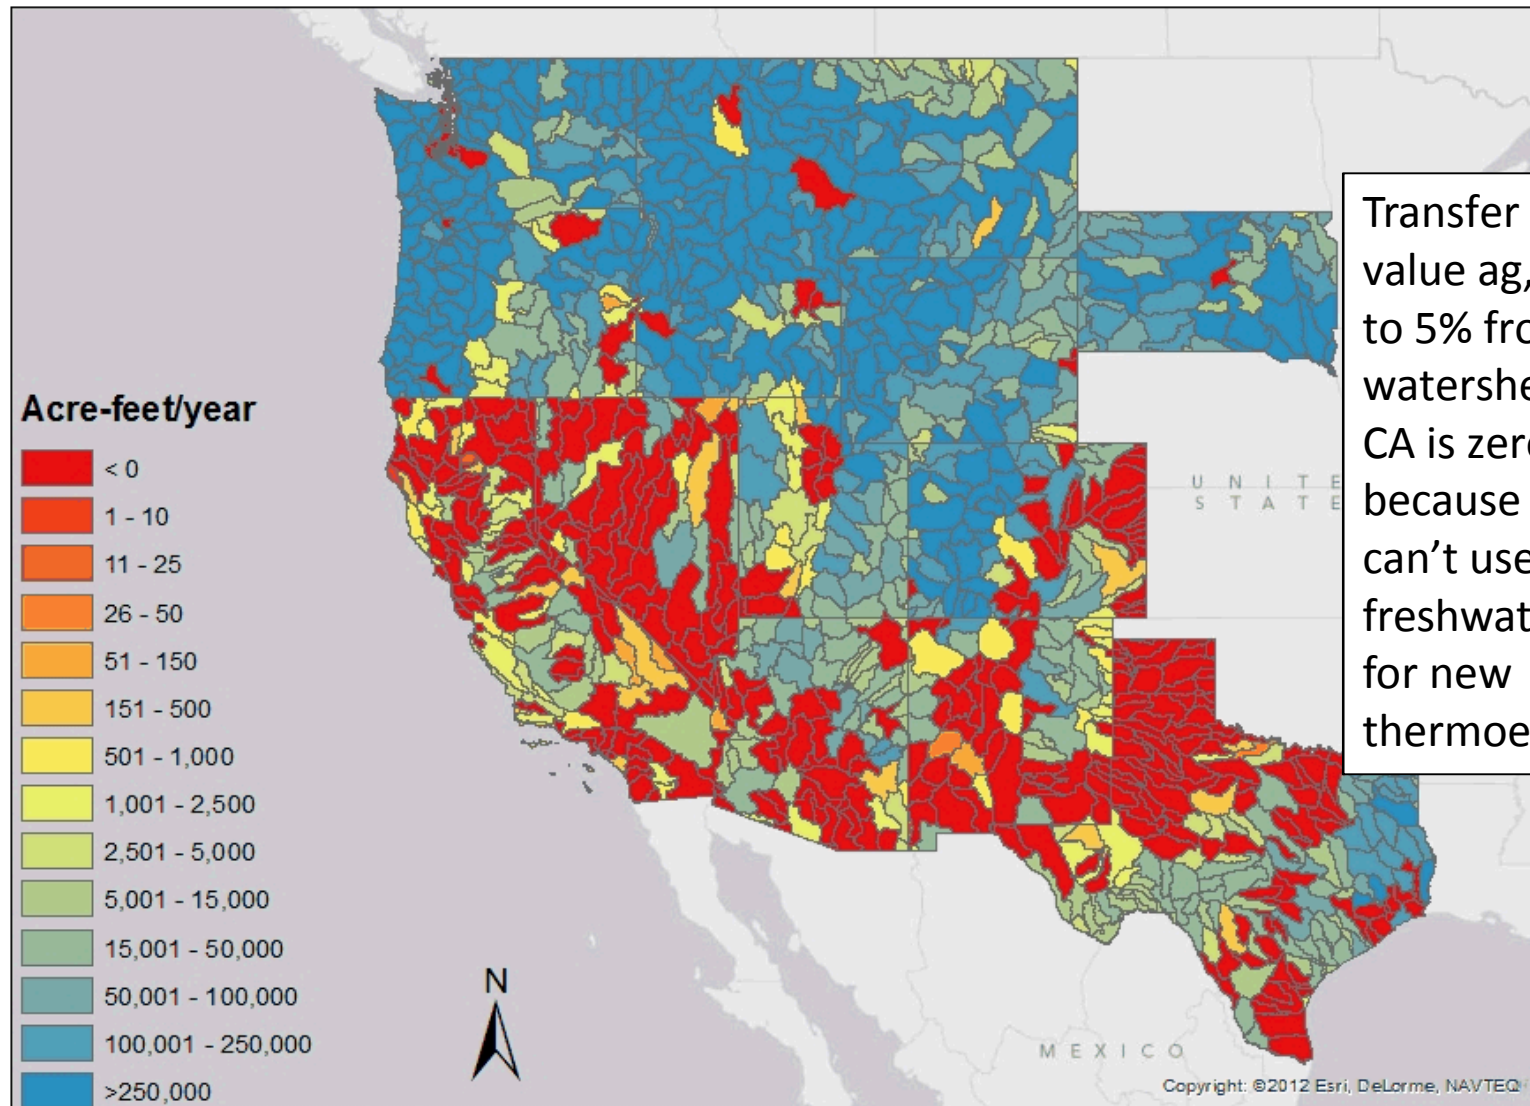 Acre-feet/year
< 0
1 - 10
11 - 25
26 - 50
51 - 150
151 - 500
501 - 1,000
1,001 - 2,500
2,501 - 5,000
5,001 - 15,000
15,001 - 50,000
50,001 - 100,000
100,001 - 250,000
>250,000
N
UNITE
STATE
MEXICO
Copyright: ©2012 Esri, DeLorme, NAVTEQ
Transfer
value ag,
to 5% fro
watershe
CA is zero
because
can’t use
freshwat
for new
thermoe